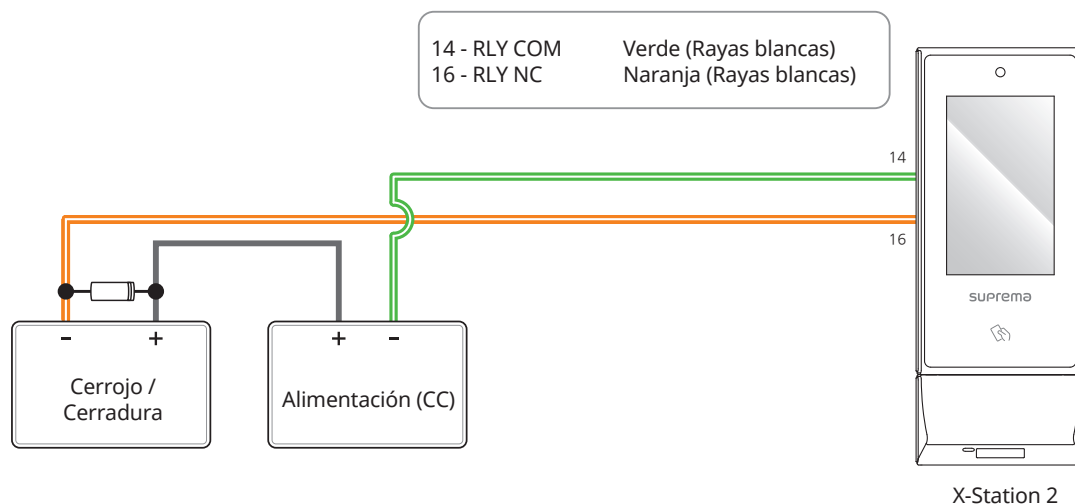 14 - RLY COM Verde (Rayas blancas)
16 - RLY NC Naranja (Rayas blancas)
14
16
suprema
- +
Cerrojo /
Cerradura
+ -
Alimentación (CC)
X-Station 2